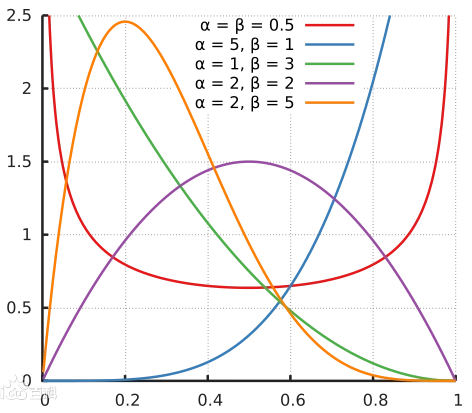 2.5
2
1.5
1
0.5
0
0 0.2 0.4 0.6 0.8 1
α = β = 0.5
α = 5, β = 1
α = 1, β = 3
α = 2, β = 2
α = 2, β = 5